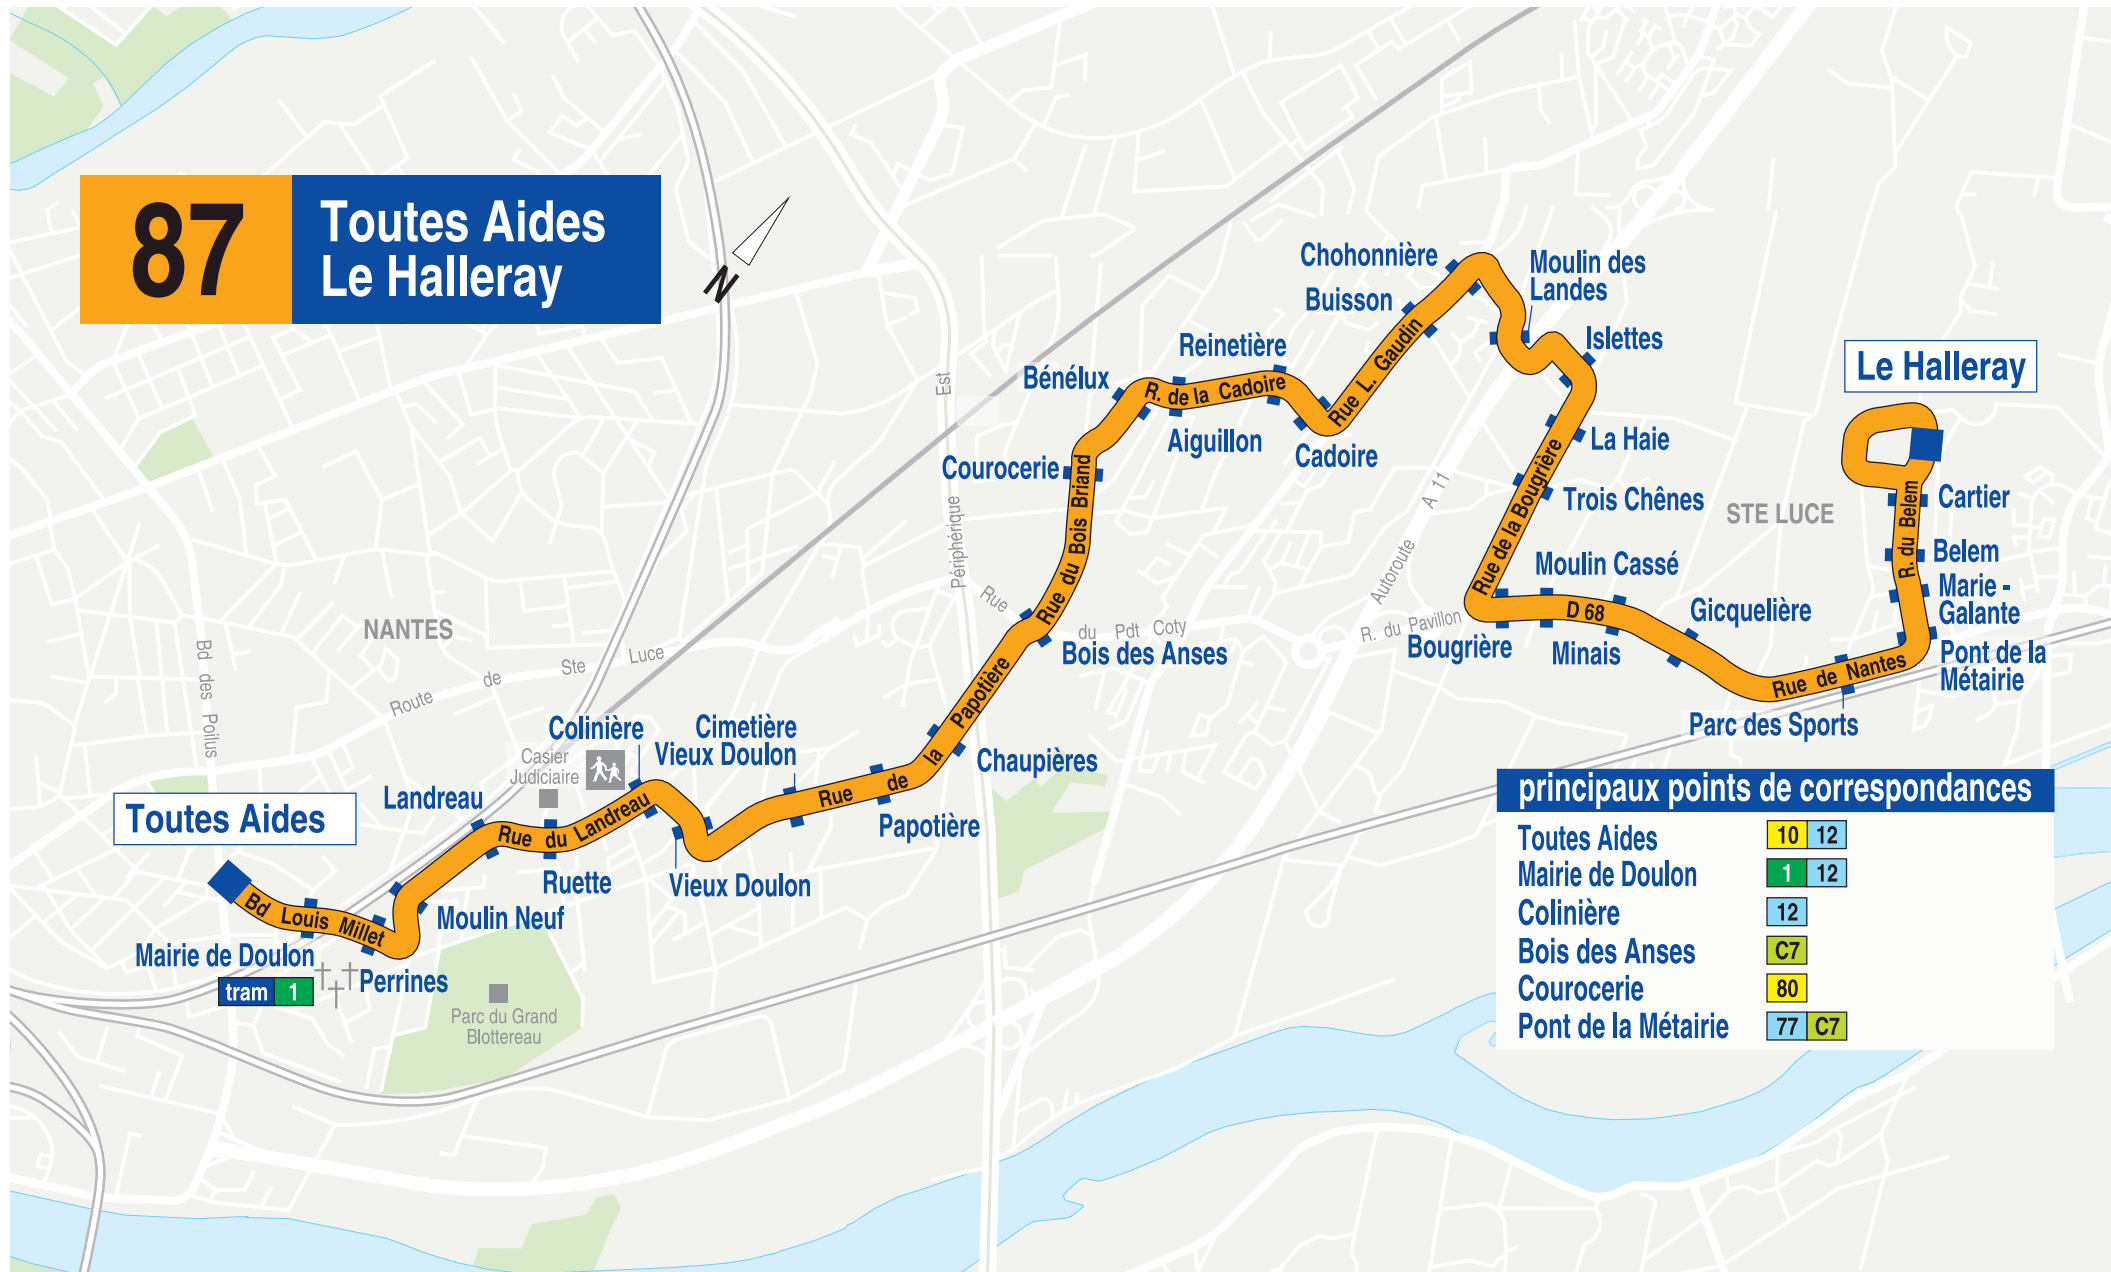 87
Toutes Aides
Le Halleray
N
Chohonnière
Moulin des
Landes
Buisson
Islettes
Reinetière
Rue L. Gaudin
Le Halleray
Est
Bénélux
R. de la Cadoire
Aiguillon
Cadoire
La Haie
Courocerie
Rue du Bois Briand
A 11
Autoroute
Rue de la Bougrière
Trois Chênes
STE LUCE
Cartier
R. du Belem
Belem
Périphérique
Moulin Cassé
Marie -
Galante
Rue
du Pdt Coty
R. du Pavillon
D 68
Gicquelière
NANTES
Bois des Anses
Bougrière
Minais
Pont de la
Métairie
Rue de Nantes
Parc des Sports
Bd des Poilus
Route de Ste Luce
Colinière
Cimetière
Vieux Doulon
Casier
Judiciaire
Rue de la Papotière
Chaupières
Landreau
Toutes Aides
Rue du Landreau
Papotière
Ruette
Vieux Doulon
Bd Louis Millet
Moulin Neuf
Mairie de Doulon
tram 1
Perrines
Parc du Grand
Blottereau
principaux points de correspondances
Toutes Aides 10 12
Mairie de Doulon 1 12
Colinière 12
Bois des Anses C7
Courocerie 80
Pont de la Métairie 77 C7